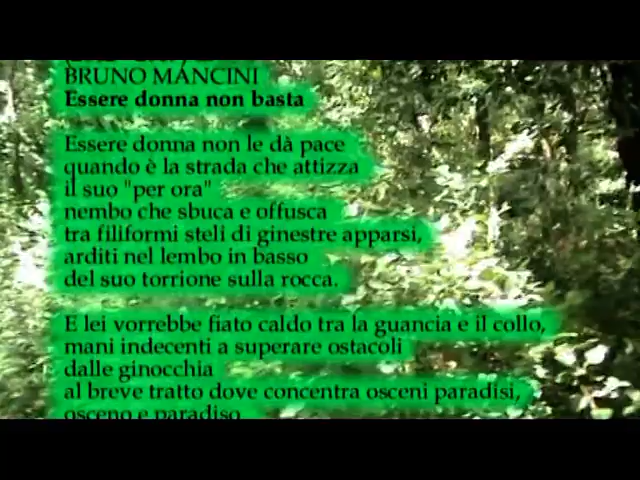 BRUNO MANCINI
Essere donna non basta
Essere donna non le dà pace
quando è la strada che attizza
il suo "per ora"
nembo che sbuca e offusca
tra filiformi steli di ginestre apparsi,
arditi nel lembo in basso
del suo torrione sulla rocca.
E lei vorrebbe fiato caldo tra la guancia e il collo,
mani indecenti a superare ostacoli
dalle ginocchia
al breve tratto dove concentra osceni paradisi,
osceno e paradiso